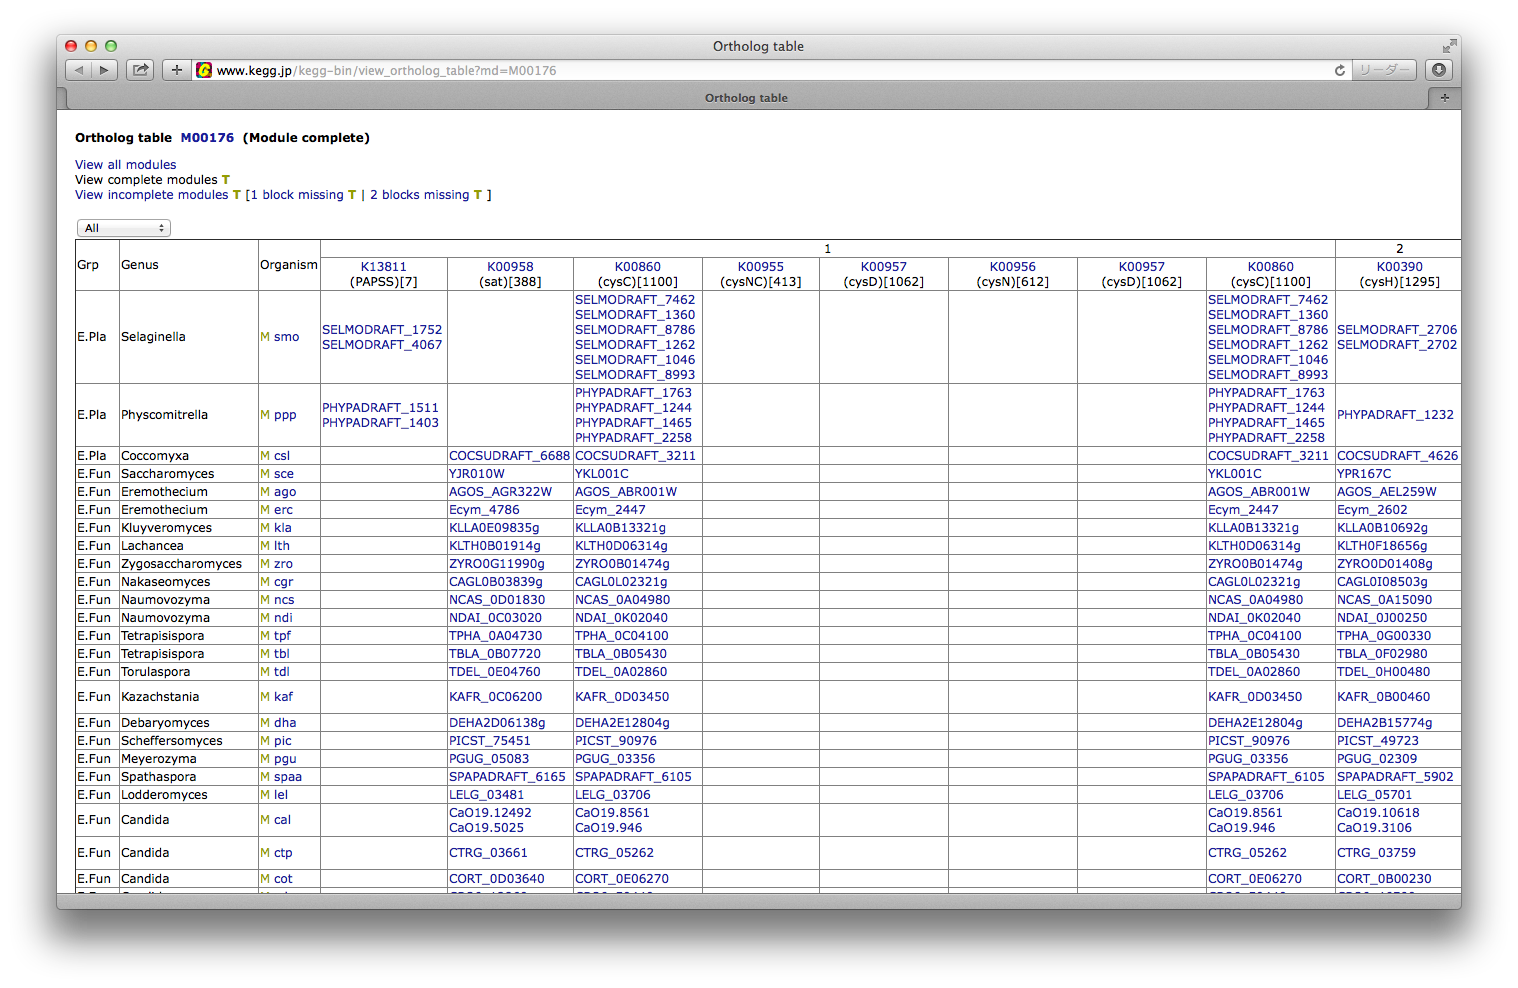 Ortholog table
www.kegg.jp/kegg-bin/view_ortholog_table?md=M00176
リーダー
Ortholog table
Ortholog table M00176 (Module complete)
View all modules
View complete modules T
View incomplete modules T [1 block missing T | 2 blocks missing T ]
All
1 2
Grp Genus Organism K13811 K00958 K00860 K00955 K00957 K00956 K00957 K00860 K00390
(PAPSS)[7] (sat)[388] (cysC)[1100] (cysNC)[413] (cysD)[1062] (cysN)[612] (cysD)[1062] (cysC)[1100] (cysH)[1295]
SELMODRAFT_7462 SELMODRAFT_7462
SELMODRAFT_1360 SELMODRAFT_1360
SELMODRAFT_1752 SELMODRAFT_8786 SELMODRAFT_8786 SELMODRAFT_2706
E.Pla Selaginella M smo
SELMODRAFT_4067 SELMODRAFT_1262 SELMODRAFT_1262 SELMODRAFT_2702
SELMODRAFT_1046 SELMODRAFT_1046
SELMODRAFT_8993 SELMODRAFT_8993
PHYPADRAFT_1763 PHYPADRAFT_1763
PHYPADRAFT_1511 PHYPADRAFT_1244 PHYPADRAFT_1244
E.Pla Physcomitrella M ppp PHYPADRAFT_1232
PHYPADRAFT_1403 PHYPADRAFT_1465 PHYPADRAFT_1465
PHYPADRAFT_2258 PHYPADRAFT_2258
E.Pla Coccomyxa M csl COCSUDRAFT_6688 COCSUDRAFT_3211 COCSUDRAFT_3211 COCSUDRAFT_4626
E.Fun Saccharomyces M sce YJR010W YKL001C YKL001C YPR167C
E.Fun Eremothecium M ago AGOS_AGR322W AGOS_ABR001W AGOS_ABR001W AGOS_AEL259W
E.Fun Eremothecium M erc Ecym_4786 Ecym_2447 Ecym_2447 Ecym_2602
E.Fun Kluyveromyces M kla KLLA0E09835g KLLA0B13321g KLLA0B13321g KLLA0B10692g
E.Fun Lachancea M lth KLTH0B01914g KLTH0D06314g KLTH0D06314g KLTH0F18656g
E.Fun Zygosaccharomyces M zro ZYRO0G11990g ZYRO0B01474g ZYRO0B01474g ZYRO0D01408g
E.Fun Nakaseomyces M cgr CAGL0B03839g CAGL0L02321g CAGL0L02321g CAGL0I08503g
E.Fun Naumovozyma M ncs NCAS_0D01830 NCAS_0A04980 NCAS_0A04980 NCAS_0A15090
E.Fun Naumovozyma M ndi NDAI_0C03020 NDAI_0K02040 NDAI_0K02040 NDAI_0J00250
E.Fun Tetrapisispora M tpf TPHA_0A04730 TPHA_0C04100 TPHA_0C04100 TPHA_0G00330
E.Fun Tetrapisispora M tbl TBLA_0B07720 TBLA_0B05430 TBLA_0B05430 TBLA_0F02980
E.Fun Torulaspora M tdl TDEL_0E04760 TDEL_0A02860 TDEL_0A02860 TDEL_0H00480
E.Fun Kazachstania M kaf KAFR_0C06200 KAFR_0D03450 KAFR_0D03450 KAFR_0B00460
E.Fun Debaryomyces M dha DEHA2D06138g DEHA2E12804g DEHA2E12804g DEHA2B15774g
E.Fun Scheffersomyces M pic PICST_75451 PICST_90976 PICST_90976 PICST_49723
E.Fun Meyerozyma M pgu PGUG_05083 PGUG_03356 PGUG_03356 PGUG_02309
E.Fun Spathaspora M spaa SPAPADRAFT_6165 SPAPADRAFT_6105 SPAPADRAFT_6105 SPAPADRAFT_5902
E.Fun Lodderomyces M lel LELG_03481 LELG_03706 LELG_03706 LELG_05701
CaO19.12492 CaO19.8561 CaO19.8561 CaO19.10618
E.Fun Candida M cal
CaO19.5025 CaO19.946 CaO19.946 CaO19.3106
E.Fun Candida M ctp CTRG_03661 CTRG_05262 CTRG_05262 CTRG_03759
E.Fun Candida M cot CORT_0D03640 CORT_0E06270 CORT_0E06270 CORT_0B00230